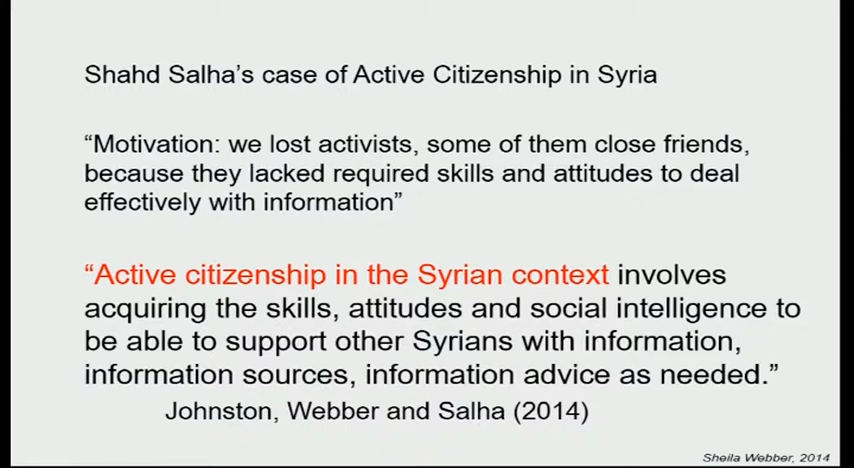 Shahd Salha’s case of Active Citizenship in Syria
“Motivation: we lost activists, some of them close friends,
because they lacked required skills and attitudes to deal
effectively with information”
“Active citizenship in the Syrian context involves
acquiring the skills, attitudes and social intelligence to
be able to support other Syrians with information,
information sources, information advice as needed.”
Johnston, Webber and Salha (2014)
Sheila Webber, 2014